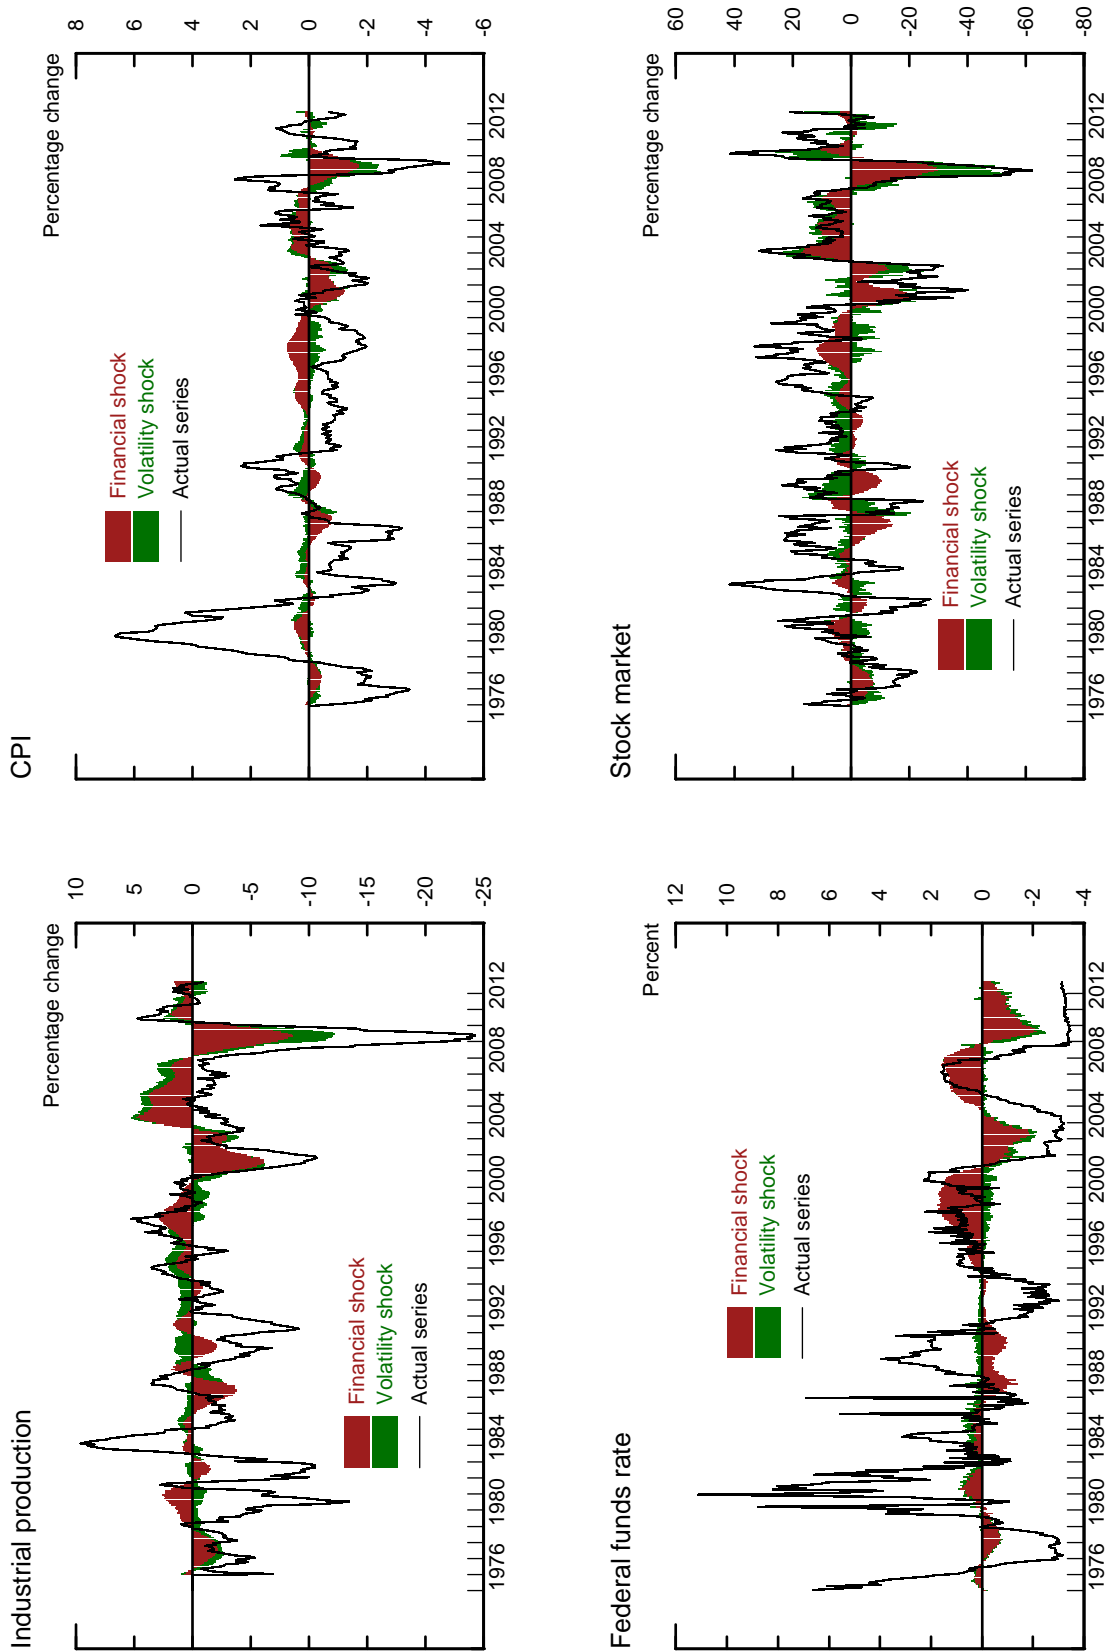 Industrial production
Percentage change
10
5
0
-5
-10
-15
-20
-25
Financial shock
Volatility shock
Actual series
1976 1980 1984 1988 1992 1996 2000 2004 2008 2012
CPI
Percentage change
8
6
4
2
0
-2
-4
-6
Financial shock
Volatility shock
Actual series
1976 1980 1984 1988 1992 1996 2000 2004 2008 2012
Federal funds rate
Percent
12
10
8
6
4
2
0
-2
-4
Financial shock
Volatility shock
Actual series
1976 1980 1984 1988 1992 1996 2000 2004 2008 2012
Stock market
Percentage change
60
40
20
0
-20
-40
-60
-80
Financial shock
Volatility shock
Actual series
1976 1980 1984 1988 1992 1996 2000 2004 2008 2012